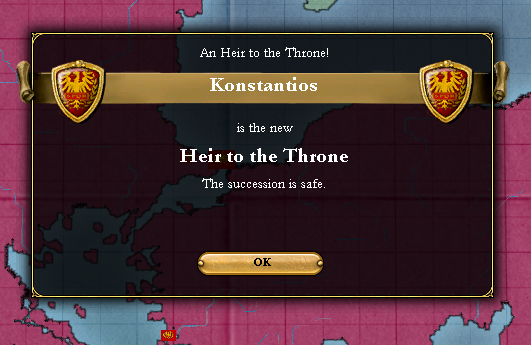 An Heir to the Throne!
Konstantios
is the new
Heir to the Throne
The succession is safe.
OK